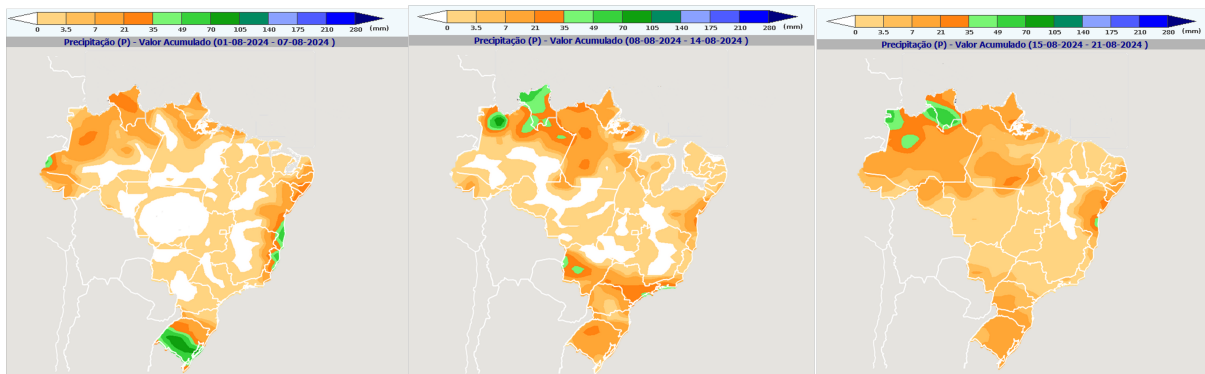 0 3.5 7 21 35 49 70 105 140 175 210 280 (mm)
Precipitação (P) - Valor Acumulado (01-08-2024 - 07-08-2024 )
0 3.5 7 21 35 49 70 105 140 175 210 280 (mm)
Precipitação (P) - Valor Acumulado (08-08-2024 - 14-08-2024 )
0 3.5 7 21 35 49 70 105 140 175 210 280 (mm)
Precipitação (P) - Valor Acumulado (15-08-2024 - 21-08-2024 )